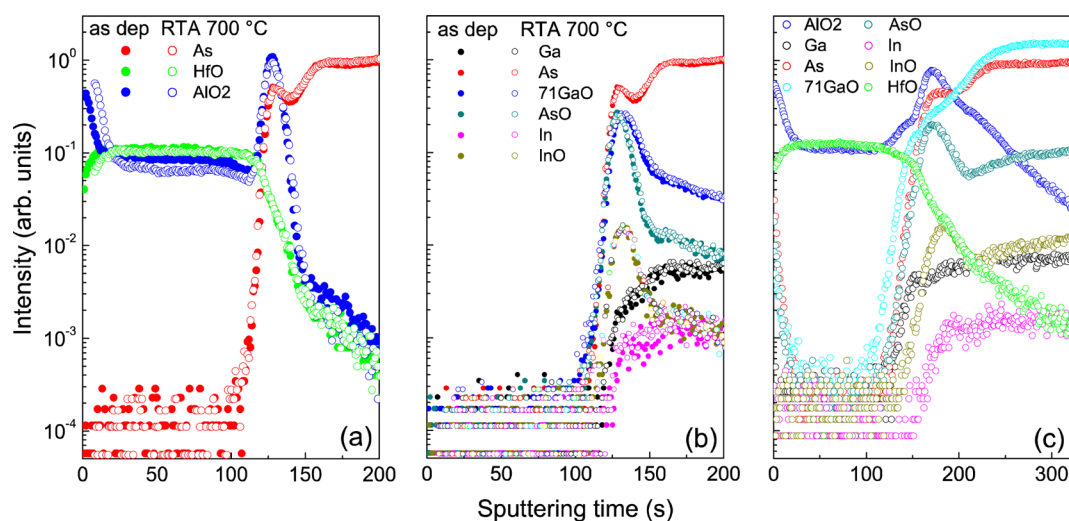 as dep RTA 700 °C
As
HfO
AlO2
(a)
as dep RTA 700 °C
Ga
As
71GaO
AsO
In
InO
(b)
AlO2 AsO
Ga In
As InO
71GaO HfO
(c)
Intensity (arb. units)
10⁰
10⁻¹
10⁻²
10⁻³
10⁻⁴
0 50 100 150 200
0 50 100 150 200
0 100 200 300
Sputtering time (s)